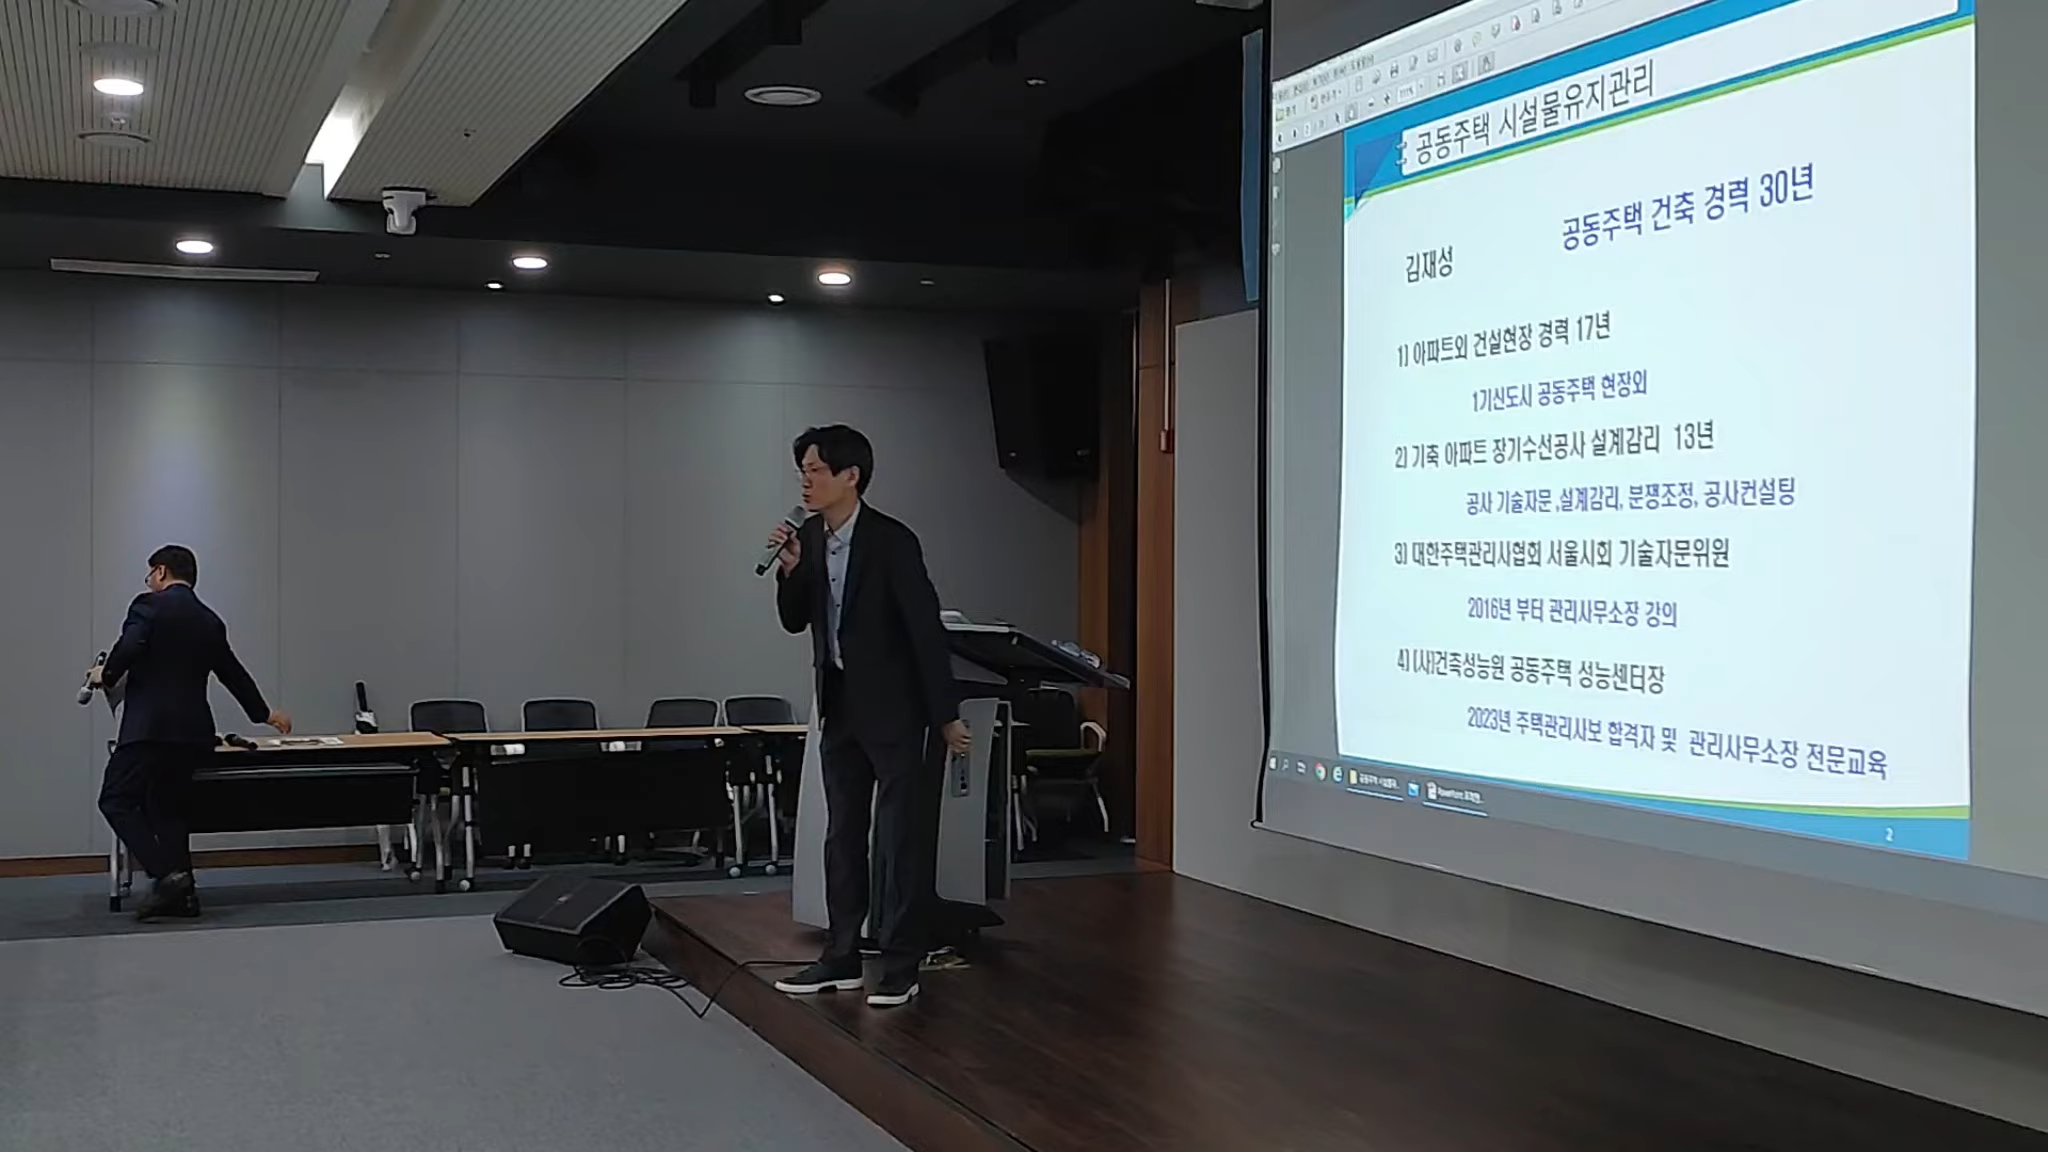 공동주택 시설물유지관리
공동주택 건축 경력 30년
김재성
1) 아파트외 건설현장 경력 17년
1기신도시 공동주택 현장외
2) 기축 아파트 장기수선공사 설계감리 13년
공사 기술자문 ,설계감리, 분쟁조정, 공사컨설팅
3) 대한주택관리사협회 서울시회 기술자문위원
2016년 부터 관리사무소장 강의
4) (사)건축성능원 공동주택 성능센터장
2023년 주택관리사보 합격자 및 관리사무소장 전문교육
2